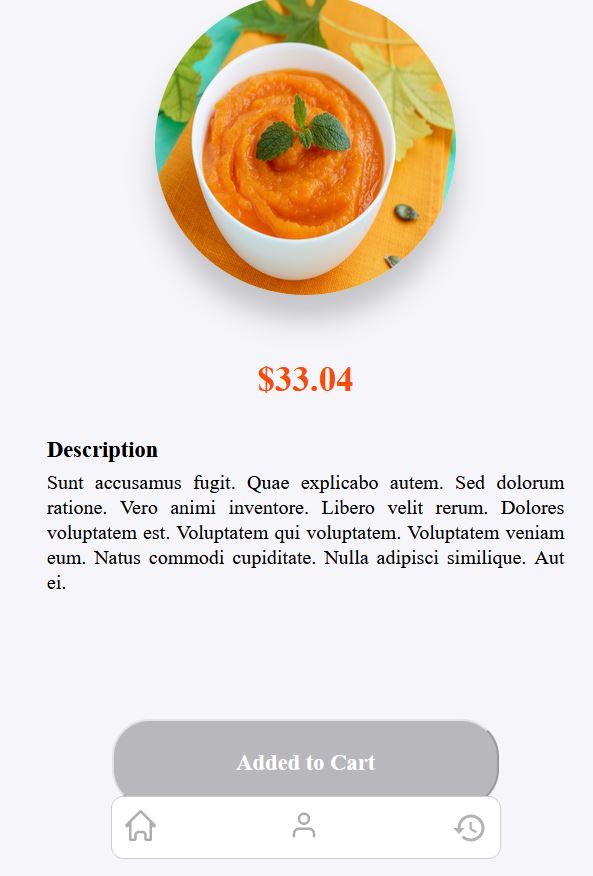 $33.04
Description
Sunt accusamus fugit. Quae explicabo autem. Sed dolorum
ratione. Vero animi inventore. Libero velit rerum. Dolores
voluptatem est. Voluptatem qui voluptatem. Voluptatem veniam
eum. Natus commodi cupiditate. Nulla adipisci similique. Aut
ei.
Added to Cart